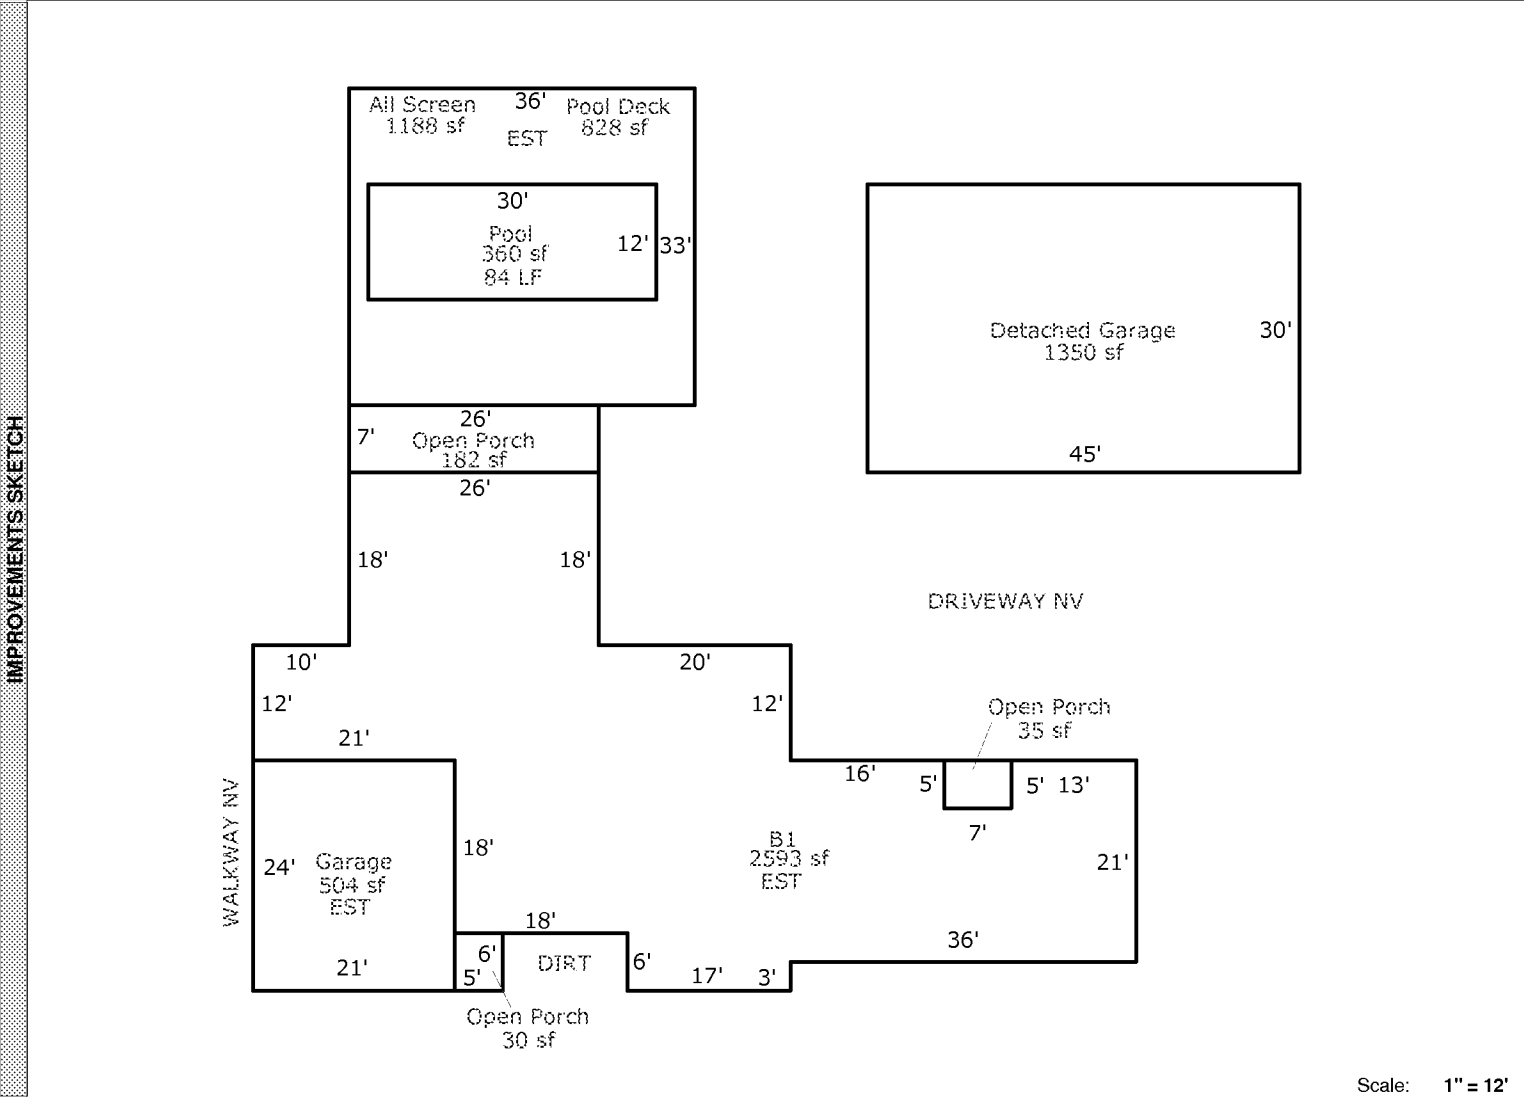 IMPROVEMENTS SKETCH
All Screen
1188 sf
36'
EST
Pool Deck
828 sf
30'
Pool
360 sf
84 LF
12'
33'
Detached Garage
1350 sf
30'
45'
26'
7'
Open Porch
182 sf
26'
18'
18'
DRIVEWAY NV
10'
20'
12'
12'
21'
Open Porch
35 sf
16'
5'
5'
13'
7'
WALKWAY NV
24'
Garage
504 sf
EST
21'
18'
B1
2593 sf
EST
21'
18'
36'
6'
5'
DIRT
6'
17'
3'
Open Porch
30 sf
Scale: 1" = 12'